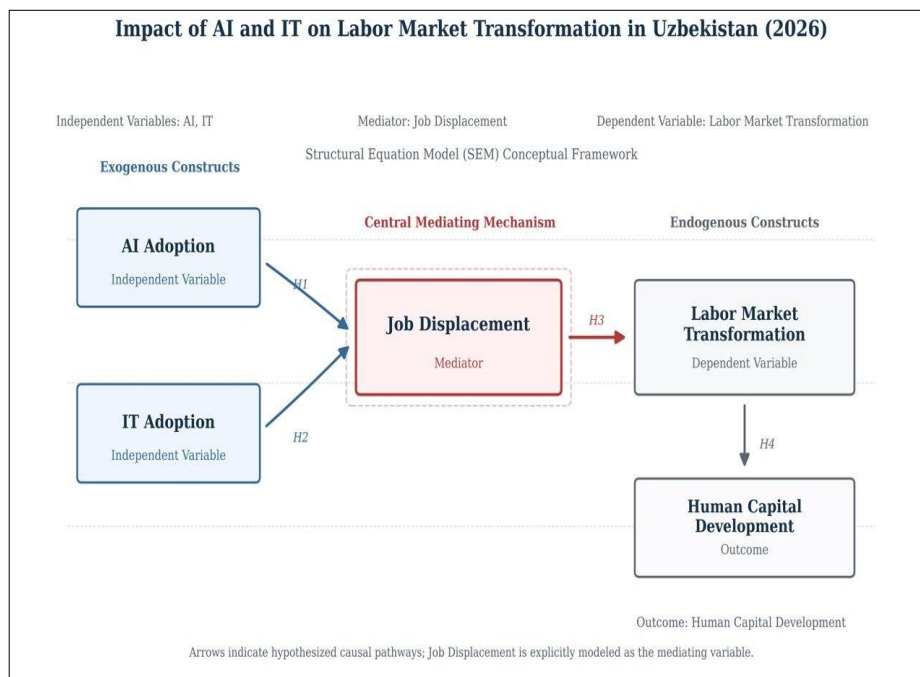 Impact of AI and IT on Labor Market Transformation in Uzbekistan (2026)
Independent Variables: AI, IT
Mediator: Job Displacement
Dependent Variable: Labor Market Transformation
Structural Equation Model (SEM) Conceptual Framework
Exogenous Constructs
Central Mediating Mechanism
Endogenous Constructs
AI Adoption
Independent Variable
H1
Job Displacement
Mediator
H3
Labor Market
Transformation
Dependent Variable
IT Adoption
Independent Variable
H2
H4
Human Capital
Development
Outcome
Outcome: Human Capital Development
Arrows indicate hypothesized causal pathways; Job Displacement is explicitly modeled as the mediating variable.